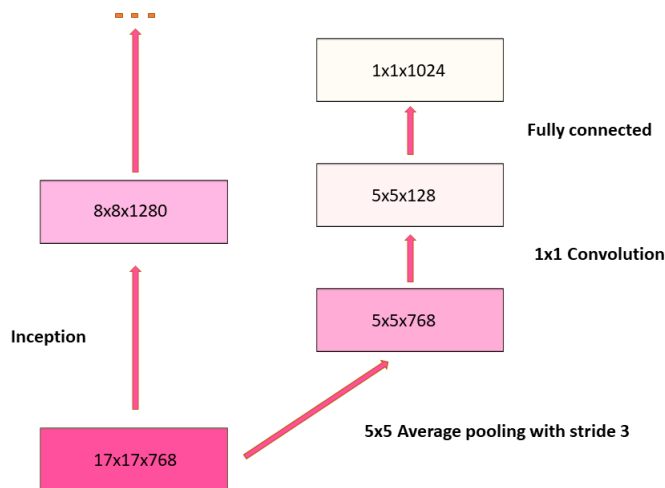 1x1x1024
Fully connected
8x8x1280
5x5x128
1x1 Convolution
5x5x768
Inception
5x5 Average pooling with stride 3
17x17x768